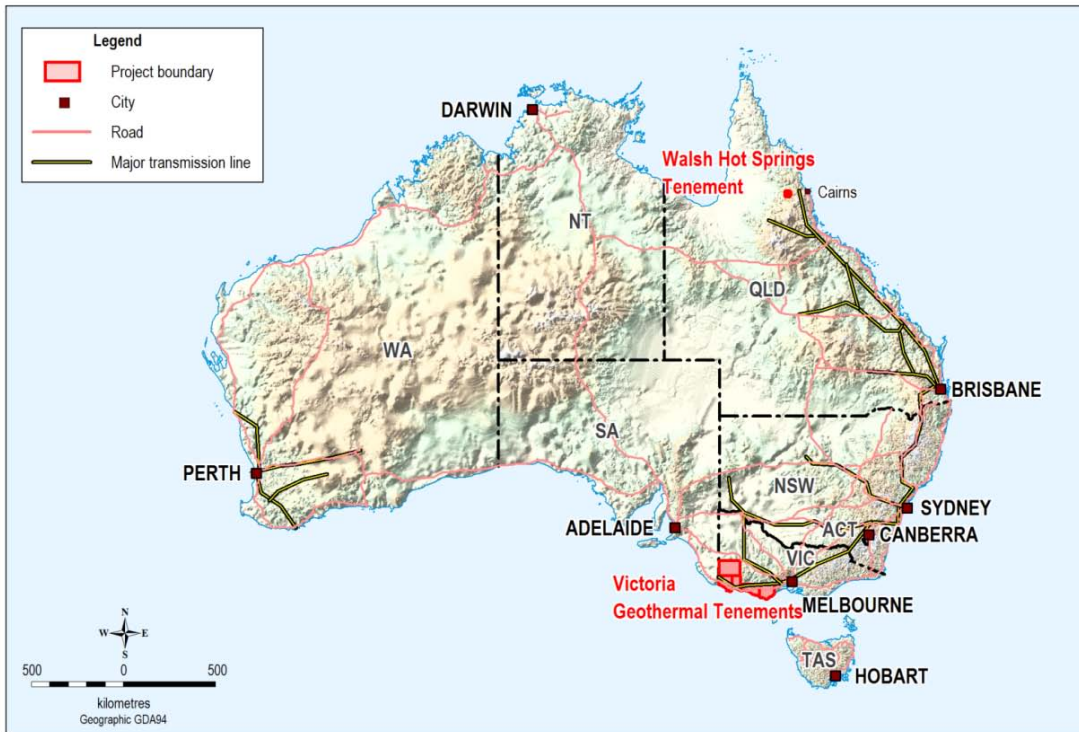 Legend
Project boundary
City
Road
Major transmission line
DARWIN
Walsh Hot Springs
Tenement
Cairns
NT
QLD
WA
BRISBANE
SA
PERTH
NSW
SYDNEY
ADELAIDE
ACT
CANBERRA
VIC
Victoria
Geothermal Tenements
MELBOURNE
TAS
HOBART
N
W E
S
500 0 500
kilometres
Geographic GDA94